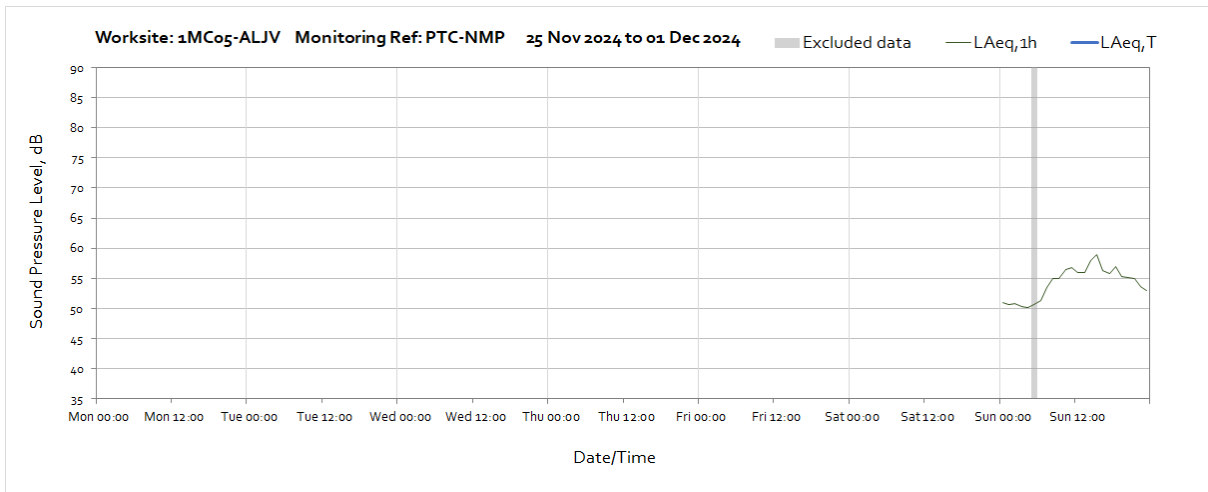 Worksite: 1MC05-ALJV Monitoring Ref: PTC-NMP 25 Nov 2024 to 01 Dec 2024
Excluded data LAeq,1h LAeq,T
Sound Pressure Level, dB
90
85
80
75
70
65
60
55
50
45
40
35
Mon 00:00 Mon 12:00 Tue 00:00 Tue 12:00 Wed 00:00 Wed 12:00 Thu 00:00 Thu 12:00 Fri 00:00 Fri 12:00 Sat 00:00 Sat 12:00 Sun 00:00 Sun 12:00
Date/Time